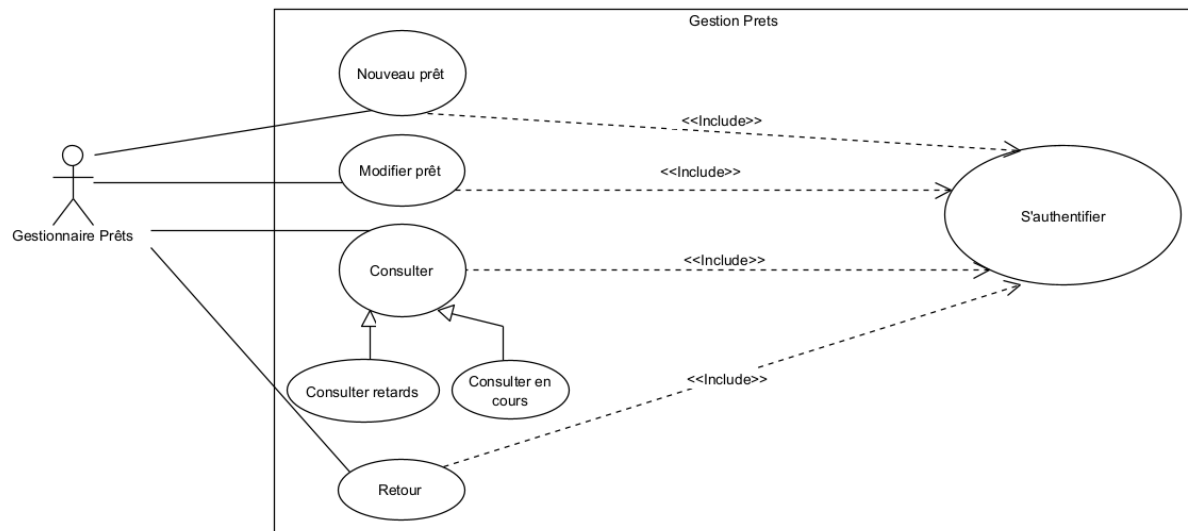 Gestion Prets
Nouveau prêt
<<Include>>
Modifier prêt
<<Include>>
S'authentifier
Gestionnaire Prêts
Consulter
<<Include>>
Consulter retards
Consulter en
cours
<<Include>>
Retour